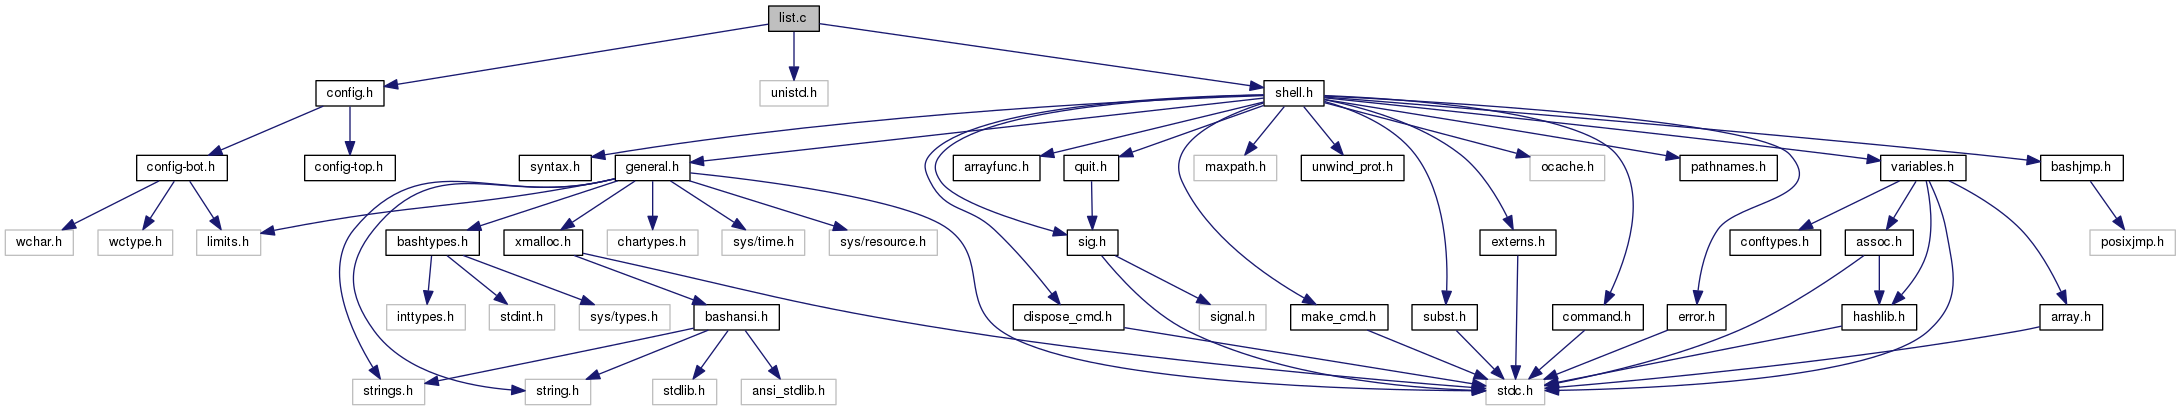 list.c
config.h
unistd.h
shell.h
config-bot.h
config-top.h
syntax.h
general.h
arrayfunc.h
quit.h
maxpath.h
unwind_prot.h
ocache.h
pathnames.h
variables.h
bashjmp.h
wchar.h
wctype.h
limits.h
bashtypes.h
xmalloc.h
chartypes.h
sys/time.h
sys/resource.h
sig.h
externs.h
conftypes.h
assoc.h
posixjmp.h
inttypes.h
stdint.h
sys/types.h
bashansi.h
dispose_cmd.h
signal.h
make_cmd.h
subst.h
command.h
error.h
hashlib.h
array.h
strings.h
string.h
stdlib.h
ansi_stdlib.h
stdc.h